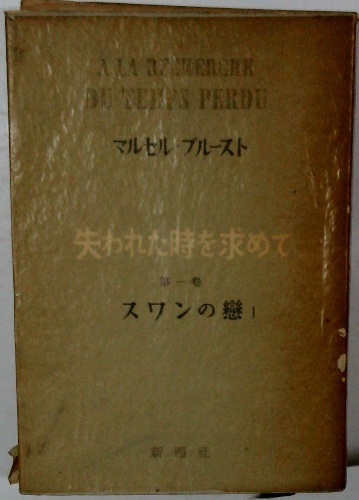 A LA RECHERCHE
DU TEMPS PERDU
マルセル・プルースト
失われた時を求めて
第一巻
スワンの戀 I
新潮社